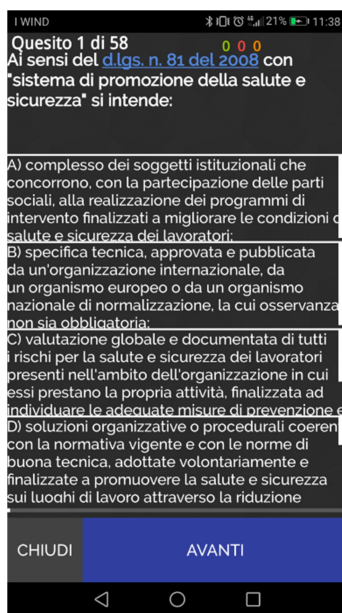 I WIND 21% 11:38
Quesito 1 di 58 0 0 0
Ai sensi del d.lgs. n. 81 del 2008 con
"sistema di promozione della salute e
sicurezza" si intende:
A) complesso dei soggetti istituzionali che
concorrono, con la partecipazione delle parti
sociali, alla realizzazione dei programmi di
intervento finalizzati a migliorare le condizioni
salute e sicurezza dei lavoratori;
B) specifica tecnica, approvata e pubblicata
da un'organizzazione internazionale, da
un organismo europeo o da un organismo
nazionale di normalizzazione, la cui osservanza
non sia obbligatoria;
C) valutazione globale e documentata di tutti
i rischi per la salute e sicurezza dei lavoratori
presenti nell'ambito dell'organizzazione in cui
essi prestano la propria attività, finalizzata ad
individuare le adeguate misure di prevenzione e
D) soluzioni organizzative o procedurali coeren
con la normativa vigente e con le norme di
buona tecnica, adottate volontariamente e
finalizzate a promuovere la salute e sicurezza
sui luoghi di lavoro attraverso la riduzione
CHIUDI AVANTI